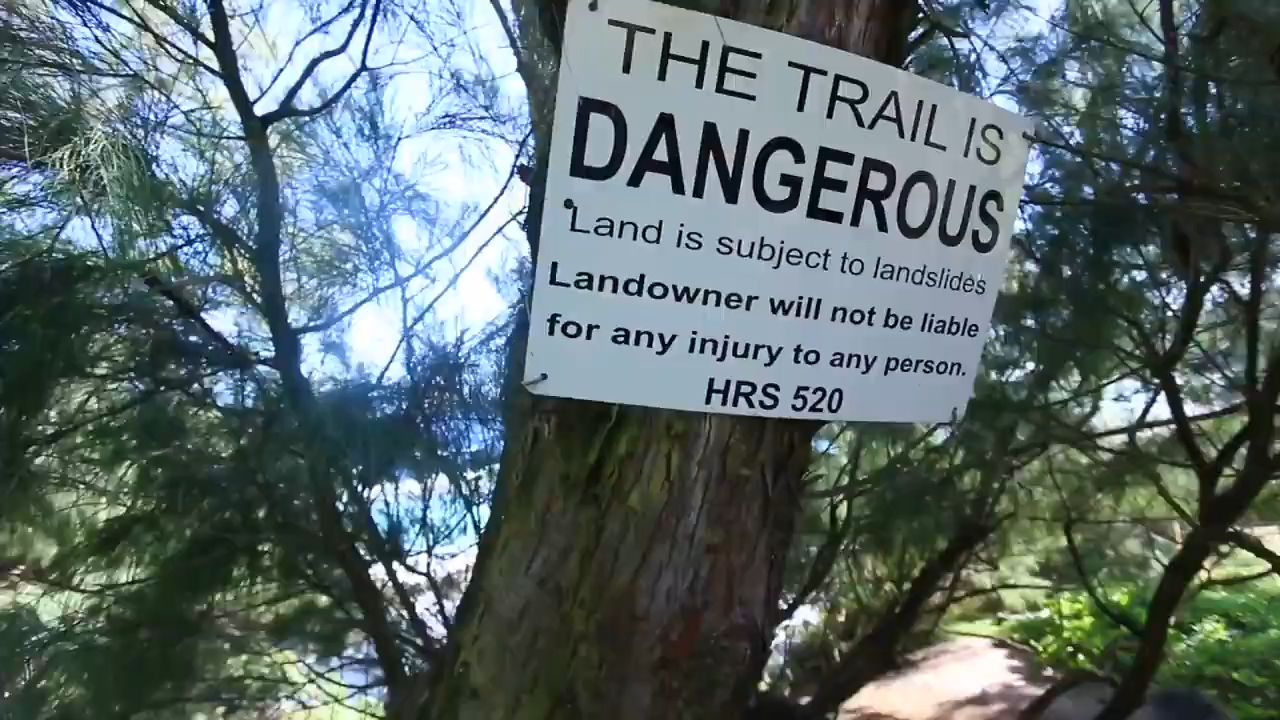 THE TRAIL IS
DANGEROUS
Land is subject to landslides
Landowner will not be liable
for any injury to any person.
HRS 520